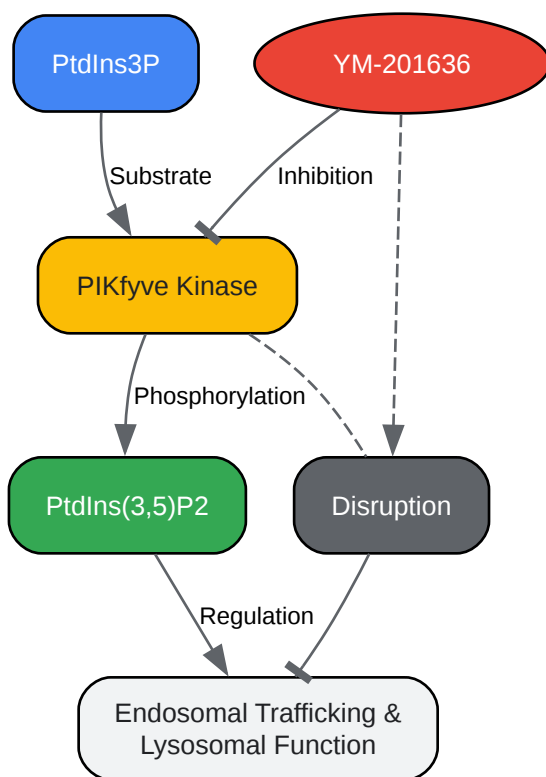 PtdIns3P
YM-201636
Substrate
Inhibition
PIKfyve Kinase
Phosphorylation
PtdIns(3,5)P2
Disruption
Regulation
Endosomal Trafficking &
Lysosomal Function